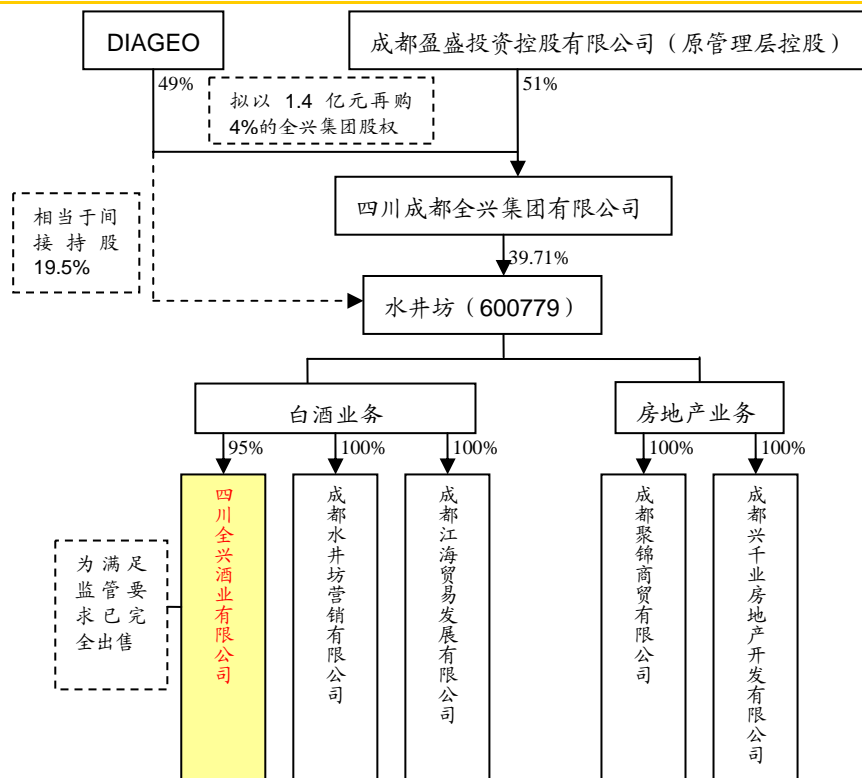 DIAGEO
成都盈盛投资控股有限公司（原管理层控股）
49%
51%
拟以 1.4 亿元再购
4%的全兴集团股权
相当于间
接持股
19.5%
四川成都全兴集团有限公司
39.71%
水井坊（600779）
白酒业务
房地产业务
95%
100%
100%
100%
100%
为满足
监管要
求已完
全出售
四川全兴酒业有限公司
成都水井坊营销有限公司
成都江海贸易发展有限公司
成都聚锦商贸有限公司
成都兴千业房地产开发有限公司